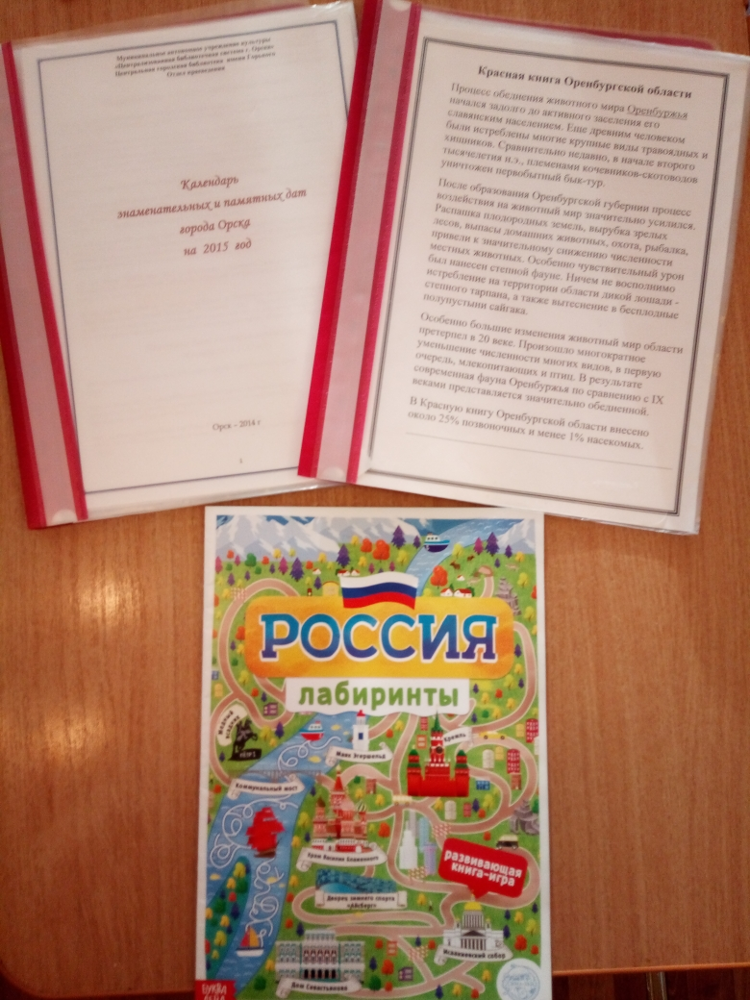 Муниципальное автономное учреждение культуры
«Централизованная библиотечная система г. Орска»
Центральная городская библиотека имени Горького
Отдел краеведения
Календарь
знаменательных и памятных дат
города Орска
на 2015 год
Орск – 2014 г
1
Красная книга Оренбургской области
Процесс обеднения животного мира Оренбуржья
начался задолго до активного заселения его
славянским населением. Еще древним человеком
были истреблены многие крупные виды травоядных и
хищников. Сравнительно недавно, в начале второго
тысячелетия н.э., племенами кочевников-скотоводов
уничтожен первобытный бык-тур.
После образования Оренбургской губернии процесс
воздействия на животный мир значительно усилился.
Распашка плодородных земель, вырубка зрелых
лесов, выпасы домашних животных, охота, рыбалка,
привели к значительному снижению численности
местных животных. Особенно чувствительный урон
был нанесен степной фауне. Ничем не восполнимо
истребление на территории области дикой лошади -
степного тарпана, а также вытеснение в бесплодные
полупустыни сайгака.
Особенно большие изменения животный мир области
претерпел в 20 веке. Произошло многократное
уменьшение численности многих видов, в первую
очередь, млекопитающих и птиц. В результате
современная фауна Оренбуржья по сравнению с IX
веками представляется значительно обедненной.
В Красную книгу Оренбургской области внесено
около 25% позвоночных и менее 1% насекомых.
РОССИЯ
лабиринты
Медный всадник
Маяк Эгершельд
Кремль
Коммунальный мост
Храм Василия Блаженного
развивающая
книга-игра
Дворец зимнего спорта
«Айсберг»
Исаакиевский собор
Дом Севастьянова
БУКВА
ЛЕНД